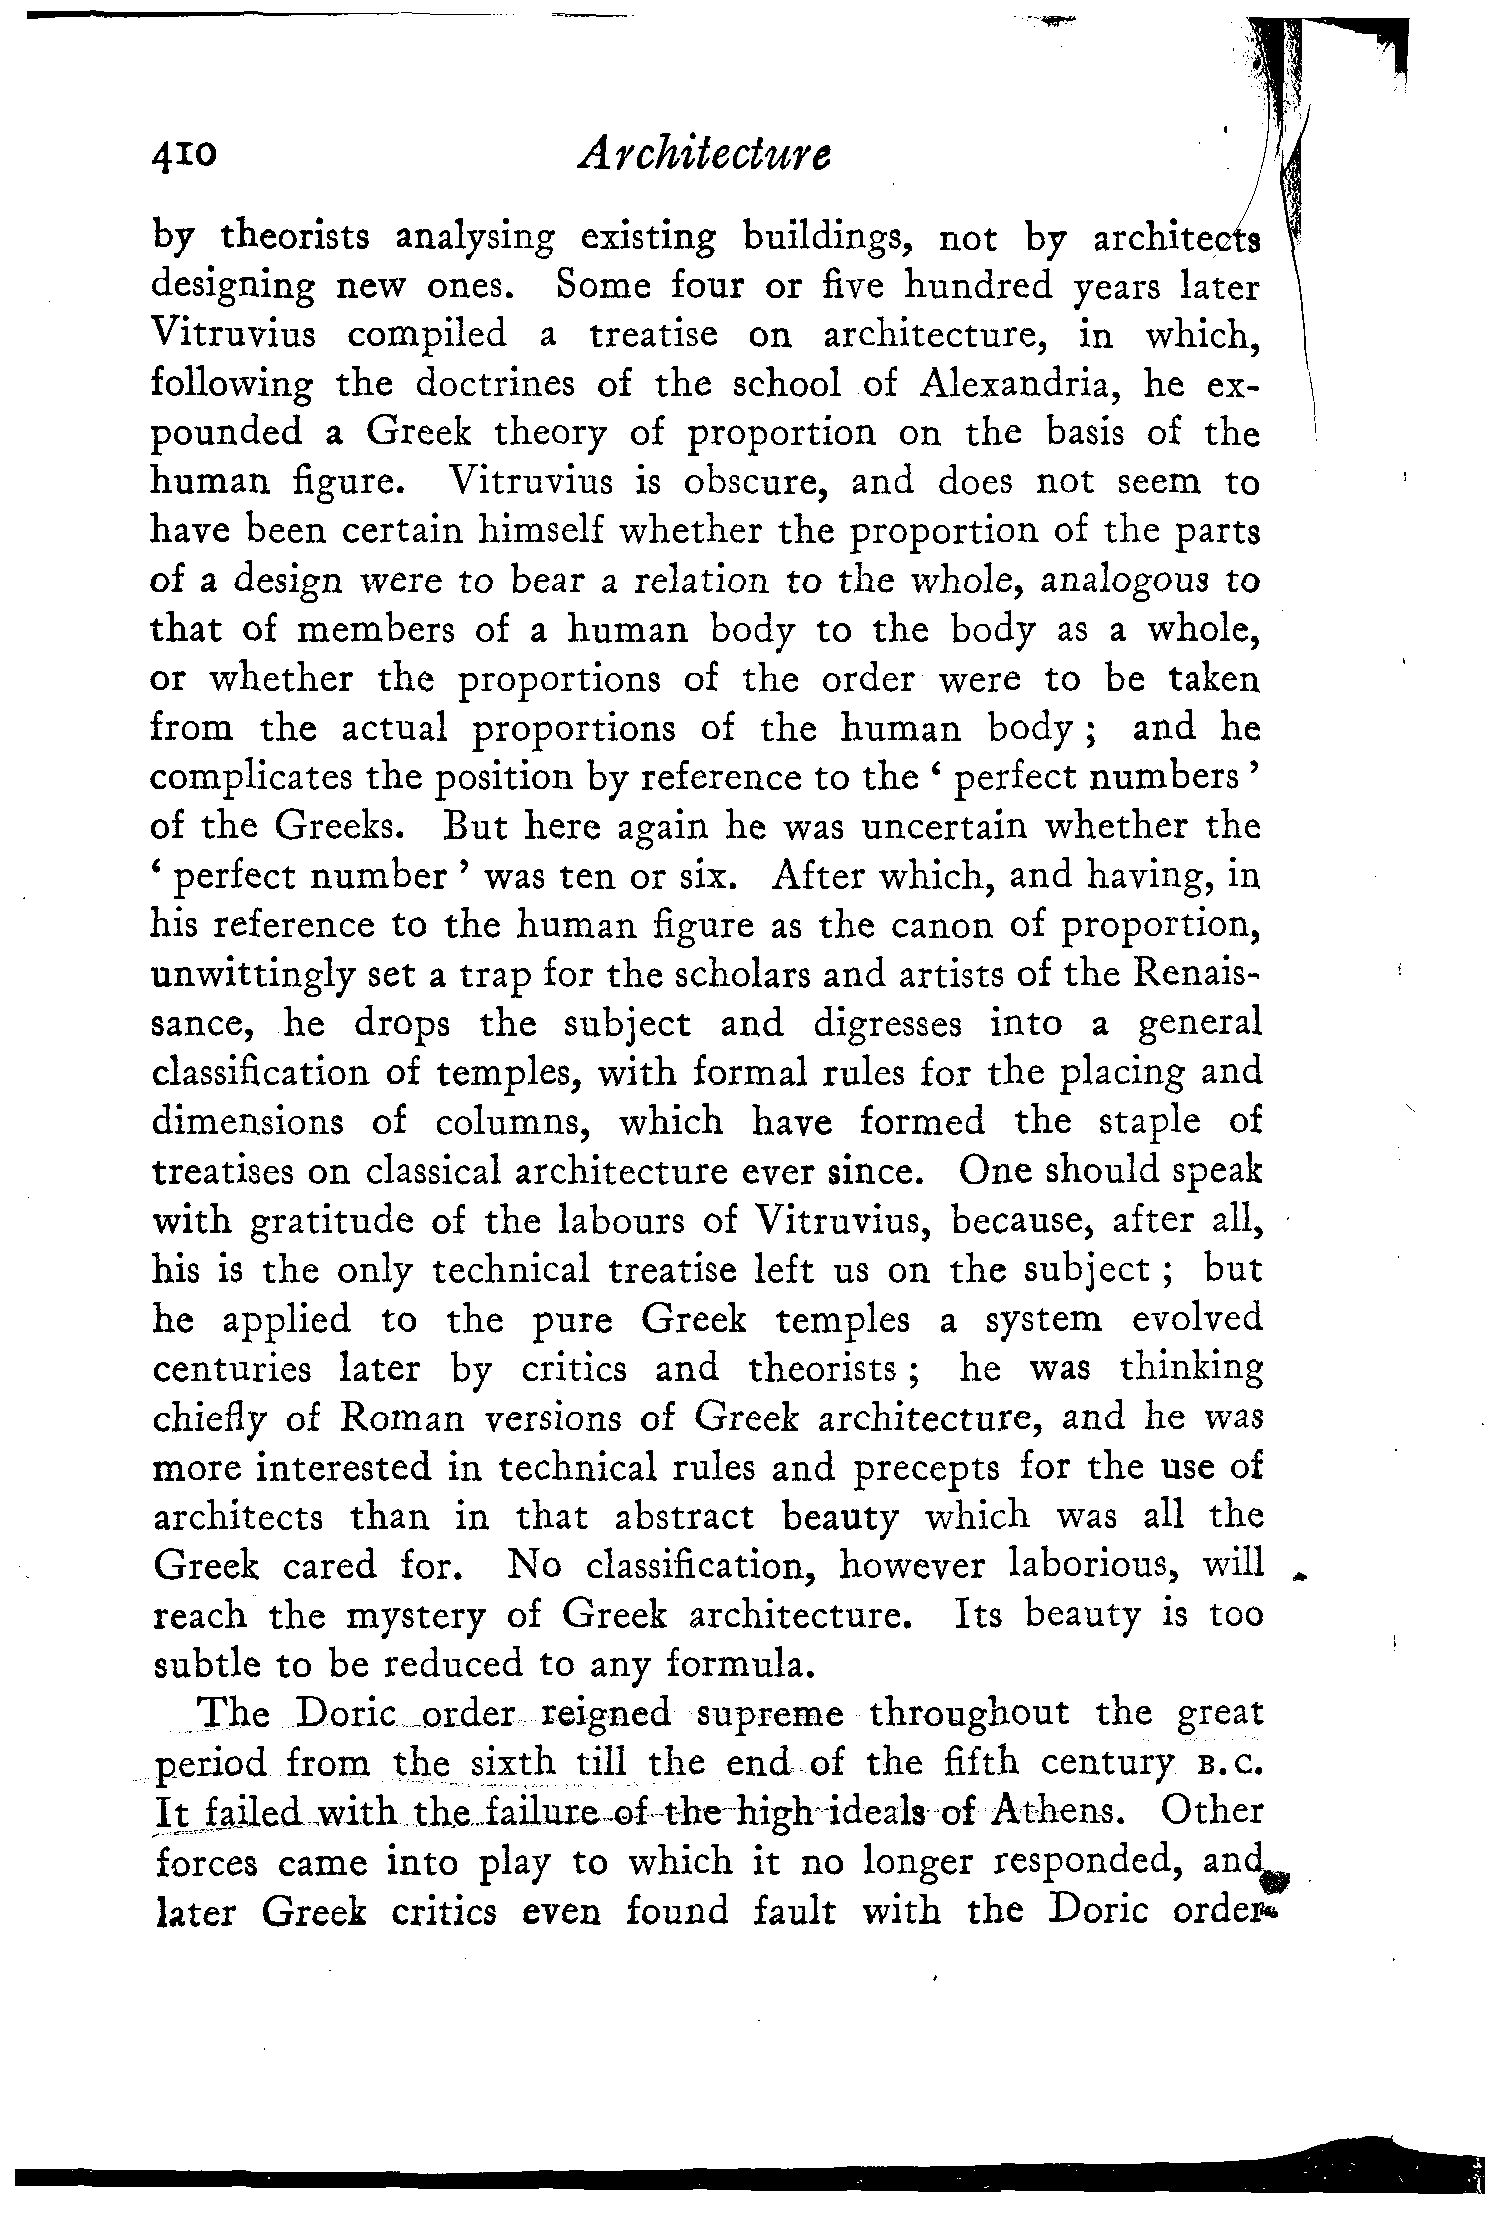 410 Architecture
by theorists analysing existing buildings, not by architects
designing new ones. Some four or five hundred years later
Vitruvius compiled a treatise on architecture, in which,
following the doctrines of the school of Alexandria, he ex-
pounded a Greek theory of proportion on the basis of the
human figure. Vitruvius is obscure, and does not seem to
have been certain himself whether the proportion of the parts
of a design were to bear a relation to the whole, analogous to
that of members of a human body to the body as a whole,
or whether the proportions of the order were to be taken
from the actual proportions of the human body ; and he
complicates the position by reference to the ‘ perfect numbers ’
of the Greeks. But here again he was uncertain whether the
‘ perfect number ’ was ten or six. After which, and having, in
his reference to the human figure as the canon of proportion,
unwittingly set a trap for the scholars and artists of the Renais-
sance, he drops the subject and digresses into a general
classification of temples, with formal rules for the placing and
dimensions of columns, which have formed the staple of
treatises on classical architecture ever since. One should speak
with gratitude of the labours of Vitruvius, because, after all,
his is the only technical treatise left us on the subject ; but
he applied to the pure Greek temples a system evolved
centuries later by critics and theorists ; he was thinking
chiefly of Roman versions of Greek architecture, and he was
more interested in technical rules and precepts for the use of
architects than in that abstract beauty which was all the
Greek cared for. No classification, however laborious, will
reach the mystery of Greek architecture. Its beauty is too
subtle to be reduced to any formula.
The Doric order reigned supreme throughout the great
period from the sixth till the end of the fifth century B.C.
It failed with the failure of the high ideals of Athens. Other
forces came into play to which it no longer responded, and
later Greek critics even found fault with the Doric order